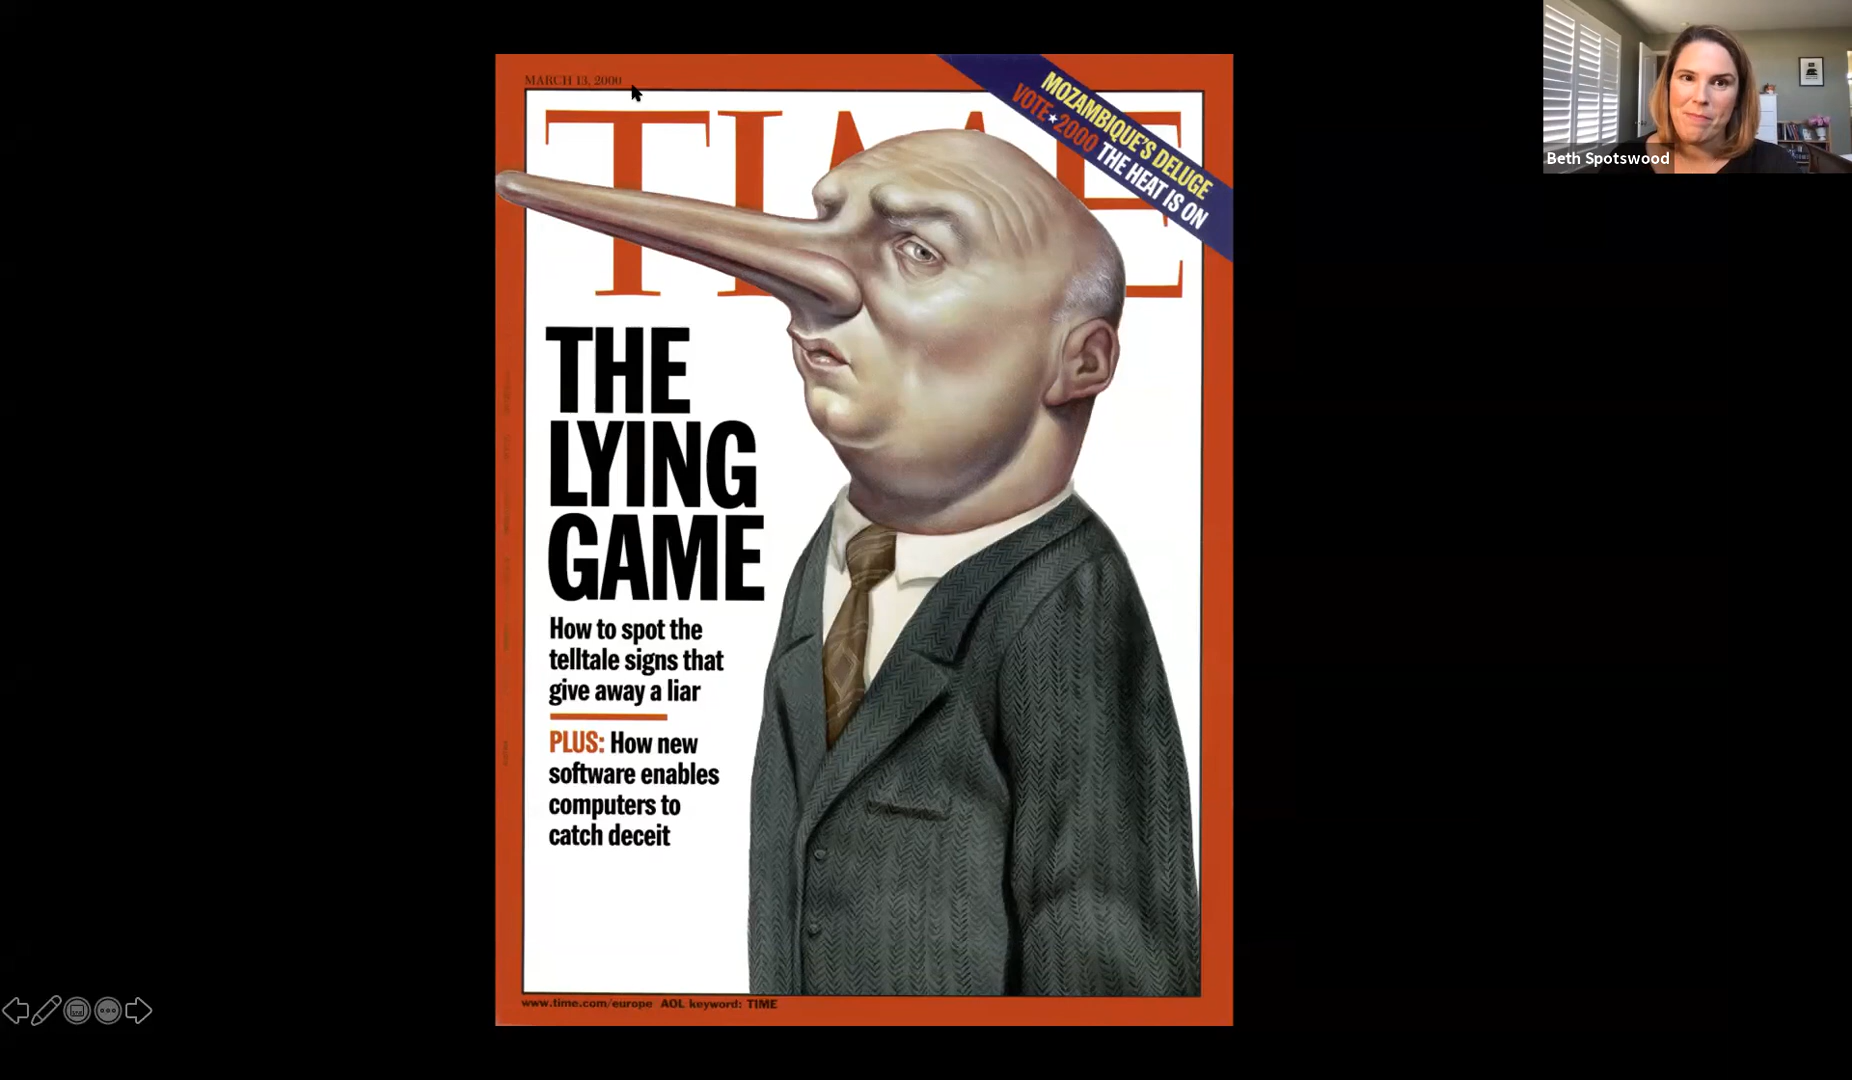 MARCH 13, 2000
TIME
MOZAMBIQUE'S DELUGE
VOTE★2000 THE HEAT IS ON
THE
LYING
GAME
How to spot the
telltale signs that
give away a liar
PLUS: How new
software enables
computers to
catch deceit
www.time.com/europe AOL keyword: TIME
Beth Spotswood